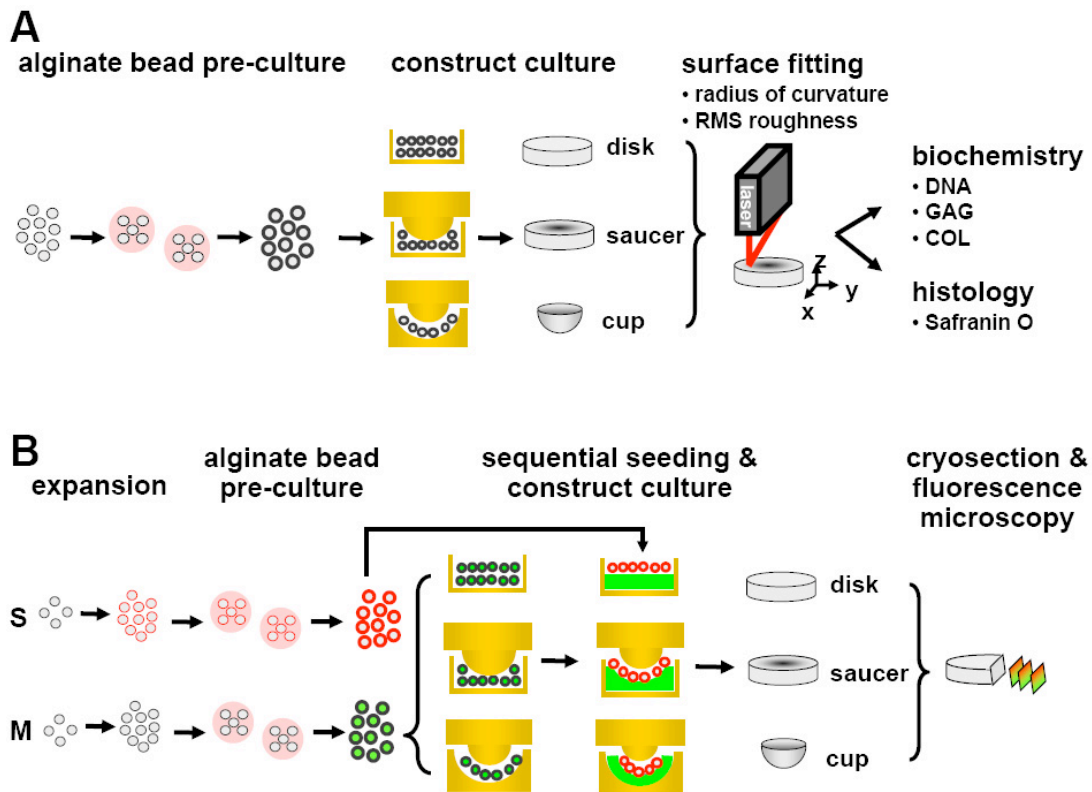 A
alginate bead pre-culture
construct culture
surface fitting
• radius of curvature
• RMS roughness
disk
saucer
cup
laser
z
y
x
biochemistry
• DNA
• GAG
• COL
histology
• Safranin O
B
expansion
alginate bead
pre-culture
sequential seeding &
construct culture
cryosection &
fluorescence
microscopy
S
M
disk
saucer
cup